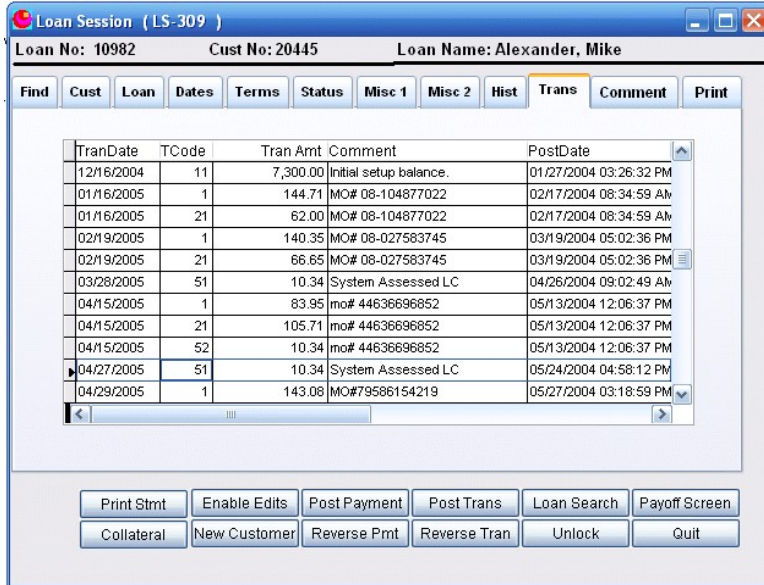 Loan Session ( LS-309 )
Loan No: 10982 Cust No: 20445 Loan Name: Alexander, Mike
Find Cust Loan Dates Terms Status Misc 1 Misc 2 Hist Trans Comment Print
TranDate TCode Tran Amt Comment PostDate
12/16/2004 11 7,300.00 Initial setup balance. 01/27/2004 03:26:32 PM
01/16/2005 1 144.71 MO# 08-104877022 02/17/2004 08:34:59 AM
01/16/2005 21 62.00 MO# 08-104877022 02/17/2004 08:34:59 AM
02/19/2005 1 140.35 MO# 08-027583745 03/19/2004 05:02:36 PM
02/19/2005 21 66.65 MO# 08-027583745 03/19/2004 05:02:36 PM
03/28/2005 51 10.34 System Assessed LC 04/26/2004 09:02:49 AM
04/15/2005 1 83.95 mo# 44636696852 05/13/2004 12:06:37 PM
04/15/2005 21 105.71 mo# 44636696852 05/13/2004 12:06:37 PM
04/15/2005 52 10.34 mo# 44636696852 05/13/2004 12:06:37 PM
04/27/2005 51 10.34 System Assessed LC 05/24/2004 04:58:12 PM
04/29/2005 1 143.08 MO#79586154219 05/27/2004 03:18:59 PM
Print Stmt Enable Edits Post Payment Post Trans Loan Search Payoff Screen
Collateral New Customer Reverse Pmt Reverse Tran Unlock Quit